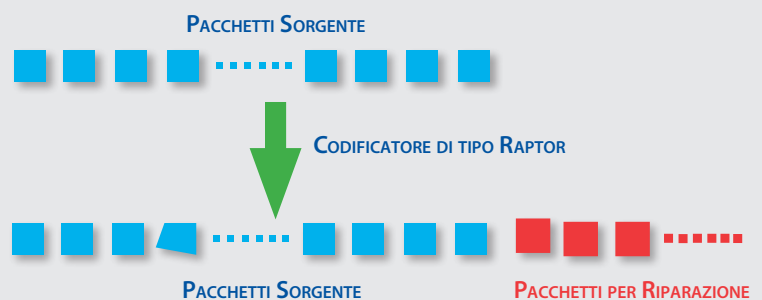 Pacchetti Sorgente
Codificatore di tipo Raptor
Pacchetti Sorgente
Pacchetti per Riparazione